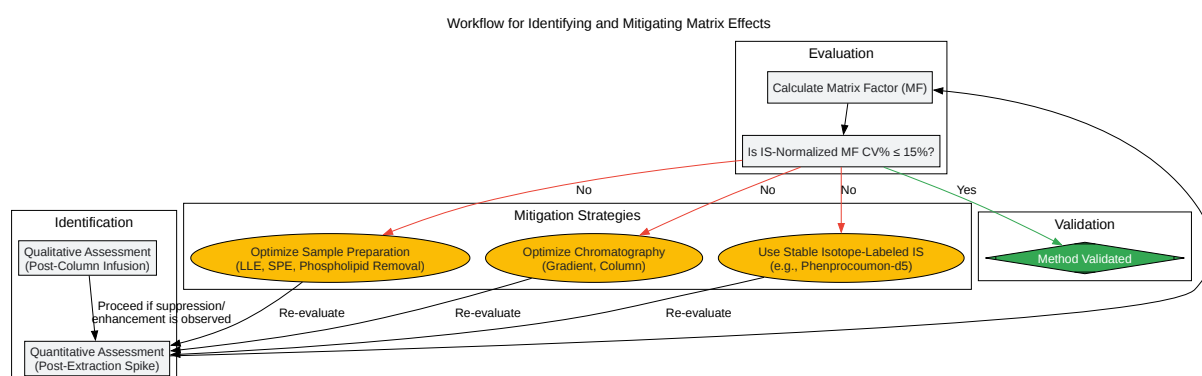 Workflow for Identifying and Mitigating Matrix Effects
Evaluation
Calculate Matrix Factor (MF)
Is IS-Normalized MF CV% ≤ 15%?
No
No
No
Yes
Identification
Qualitative Assessment
(Post-Column Infusion)
Proceed if suppression/
enhancement is observed
Quantitative Assessment
(Post-Extraction Spike)
Mitigation Strategies
Optimize Sample Preparation
(LLE, SPE, Phospholipid Removal)
Optimize Chromatography
(Gradient, Column)
Use Stable Isotope-Labeled IS
(e.g., Phenprocoumon-d5)
Re-evaluate
Re-evaluate
Re-evaluate
Validation
Method Validated